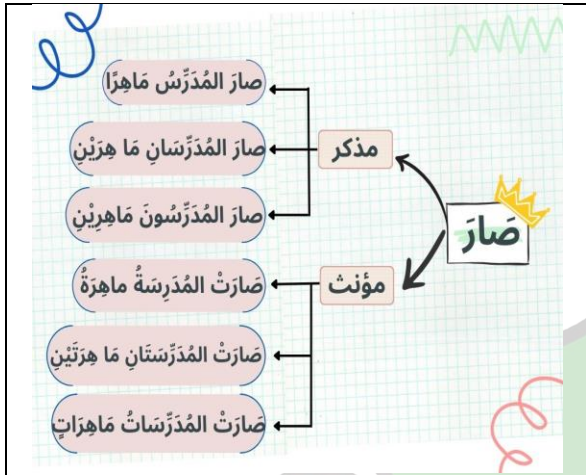 صَارَ
مذكر
صارَ المُدَرِّسُ مَاهِرًا
صارَ المُدَرِّسَانِ مَا هِرَيْنِ
صارَ المُدَرِّسُونَ مَاهِرِيْنِ
مؤنث
صَارَتْ المُدَرِسَةُ ماهِرَةُ
صَارَتْ المُدَرِّسَتَانِ مَا هِرَتَيْنِ
صَارَتْ المُدَرِّسَاتُ مَاهِرَاتٍ